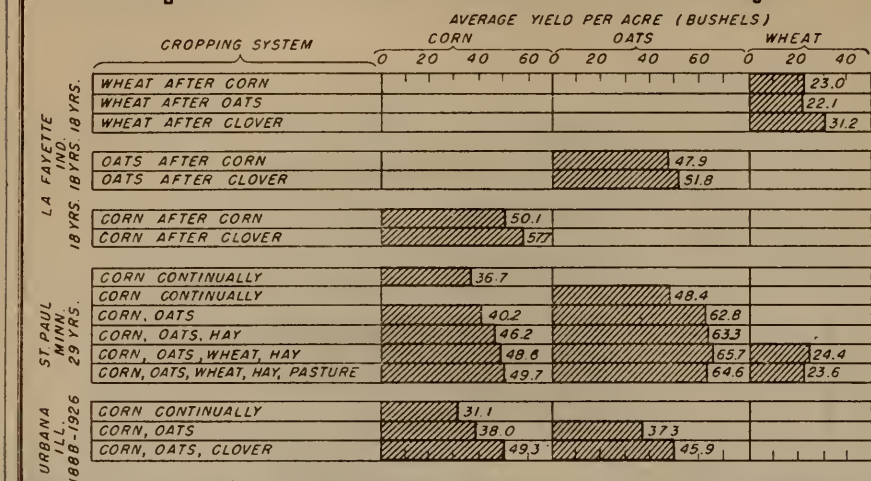 AVERAGE YIELD PER ACRE (BUSHELS)
CROPPING SYSTEM CORN OATS WHEAT
0 20 40 60 0 20 40 60 0 20 40
LA FAYETTE IND.
18 YRS.
WHEAT AFTER CORN 23.0
WHEAT AFTER OATS 22.1
WHEAT AFTER CLOVER 31.2
18 YRS.
OATS AFTER CORN 47.9
OATS AFTER CLOVER 51.8
18 YRS.
CORN AFTER CORN 50.1
CORN AFTER CLOVER 57.7
ST. PAUL MINN. 29 YRS.
CORN CONTINUALLY 36.7
CORN CONTINUALLY 48.4
CORN, OATS 40.2 62.8
CORN, OATS, HAY 46.2 63.3
CORN, OATS, WHEAT, HAY 48.6 65.7 24.4
CORN, OATS, WHEAT, HAY, PASTURE 49.7 64.6 23.6
URBANA ILL. 1888-1926
CORN CONTINUALLY 31.1
CORN, OATS 38.0 37.3
CORN, OATS, CLOVER 49.3 45.9